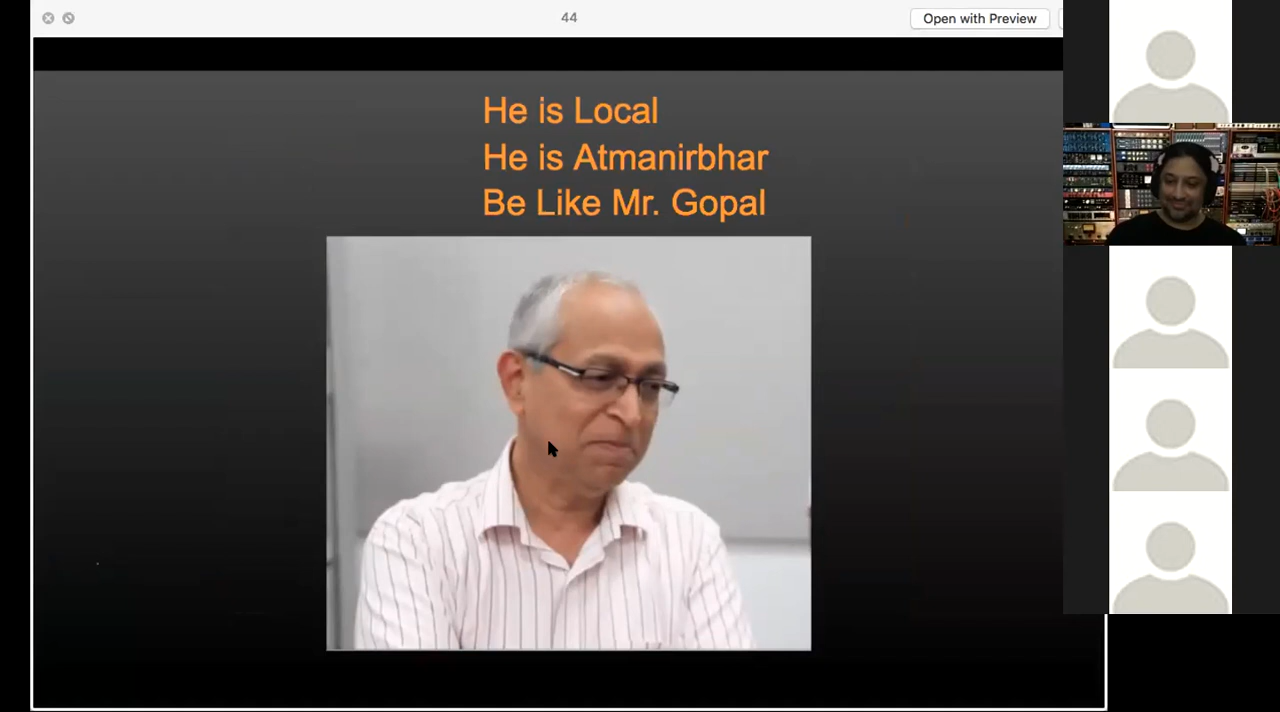 44
Open with Preview
He is Local
He is Atmanirbhar
Be Like Mr. Gopal